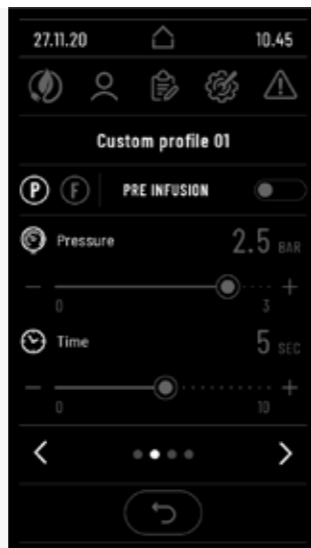 27.11.20 10.45
Custom profile 01
P F PRE INFUSION
Pressure 2.5 BAR
− +
0 3
Time 5 SEC
− +
0 10